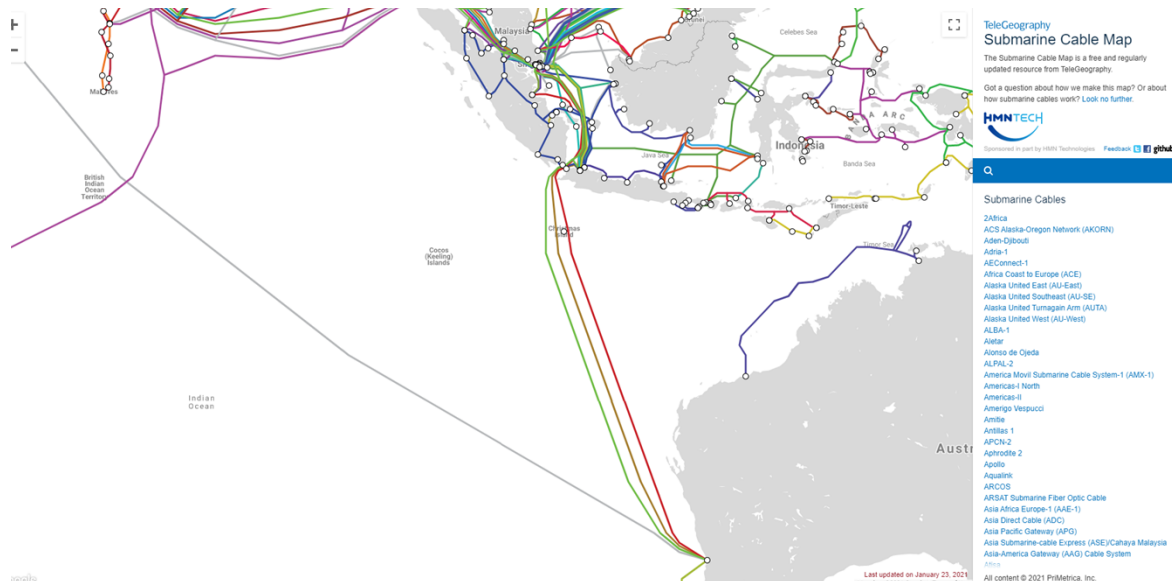 +
-
Malaysia
Celebes Sea
Maldives
Indonesia
BANDA ARC
Java Sea
Banda Sea
British
Indian
Ocean
Territory
Christmas
Island
Cocos
(Keeling)
Islands
Timor-Leste
Timor Sea
Indian
Ocean
Austr
Last updated on January 23, 2021
TeleGeography
Submarine Cable Map
The Submarine Cable Map is a free and regularly
updated resource from TeleGeography.
Got a question about how we make this map? Or about
how submarine cables work? Look no further.
HMNTECH
Sponsored in part by HMN Technologies Feedback github
Submarine Cables
2Africa
ACS Alaska-Oregon Network (AKORN)
Aden-Djibouti
Adria-1
AEConnect-1
Africa Coast to Europe (ACE)
Alaska United East (AU-East)
Alaska United Southeast (AU-SE)
Alaska United Turnagain Arm (AUTA)
Alaska United West (AU-West)
ALBA-1
Aletar
Alonso de Ojeda
ALPAL-2
America Movil Submarine Cable System-1 (AMX-1)
Americas-I North
Americas-II
Amerigo Vespucci
Amitie
Antillas 1
APCN-2
Aphrodite 2
Apollo
Aqualink
ARCOS
ARSAT Submarine Fiber Optic Cable
Asia Africa Europe-1 (AAE-1)
Asia Direct Cable (ADC)
Asia Pacific Gateway (APG)
Asia Submarine-cable Express (ASE)/Cahaya Malaysia
Asia-America Gateway (AAG) Cable System
All content © 2021 PriMetrica, Inc.